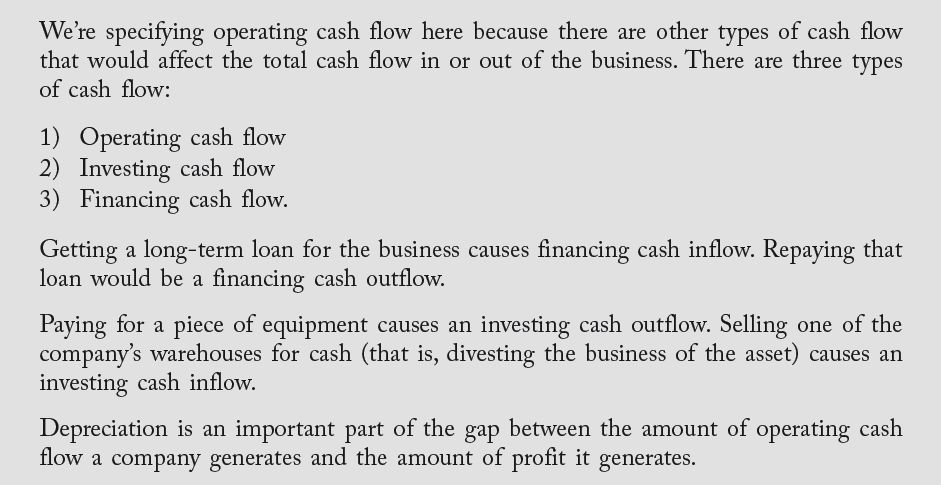 We're specifying operating cash flow here because there are other types of cash flow
that would affect the total cash flow in or out of the business. There are three types
of cash flow:
1) Operating cash flow
2) Investing cash flow
3) Financing cash flow.
Getting a long-term loan for the business causes financing cash inflow. Repaying that
loan would be a financing cash outflow.
Paying for a piece of equipment causes an investing cash outflow. Selling one of the
company's warehouses for cash (that is, divesting the business of the asset) causes an
investing cash inflow.
Depreciation is an important part of the gap between the amount of operating cash
flow a company generates and the amount of profit it generates.